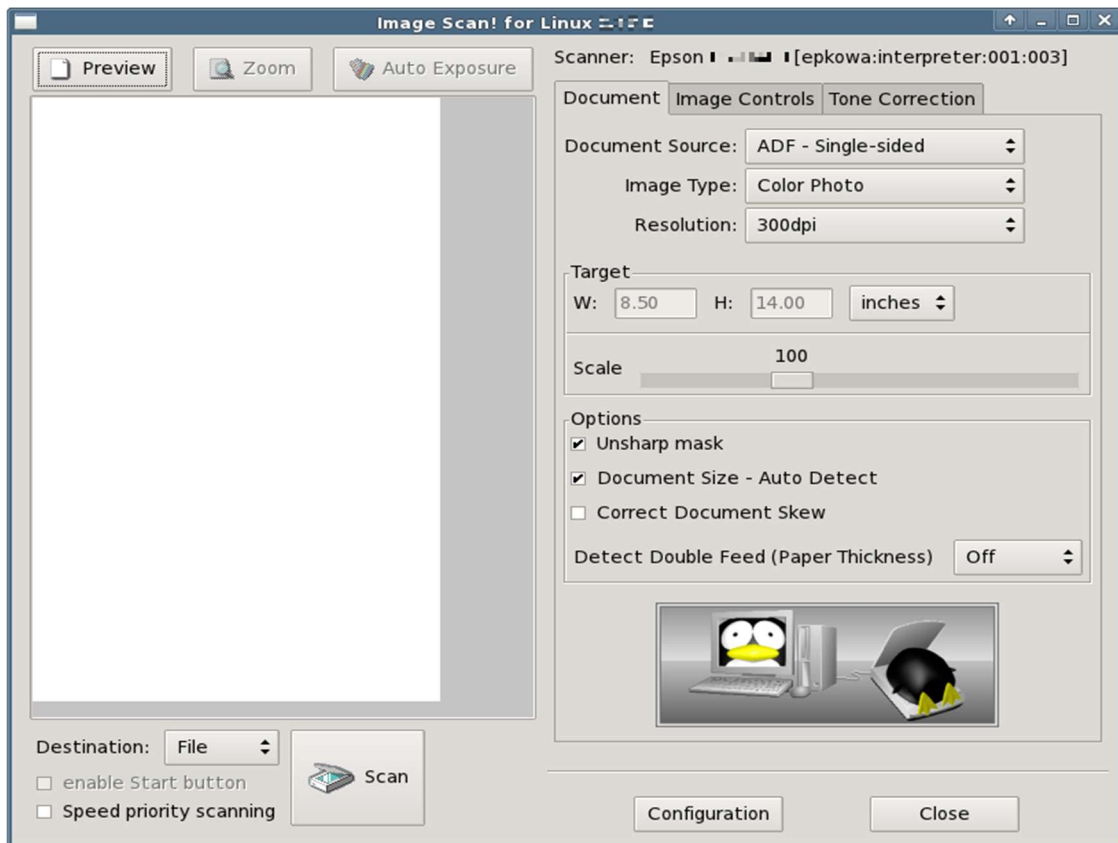 Image Scan! for Linux
Preview
Zoom
Auto Exposure
Scanner: Epson [epkowa:interpreter:001:003]
Document
Image Controls
Tone Correction
Document Source: ADF - Single-sided
Image Type: Color Photo
Resolution: 300dpi
Target
W: 8.50 H: 14.00 inches
100
Scale
Options
Unsharp mask
Document Size - Auto Detect
Correct Document Skew
Detect Double Feed (Paper Thickness) Off
Destination: File
enable Start button
Speed priority scanning
Scan
Configuration
Close